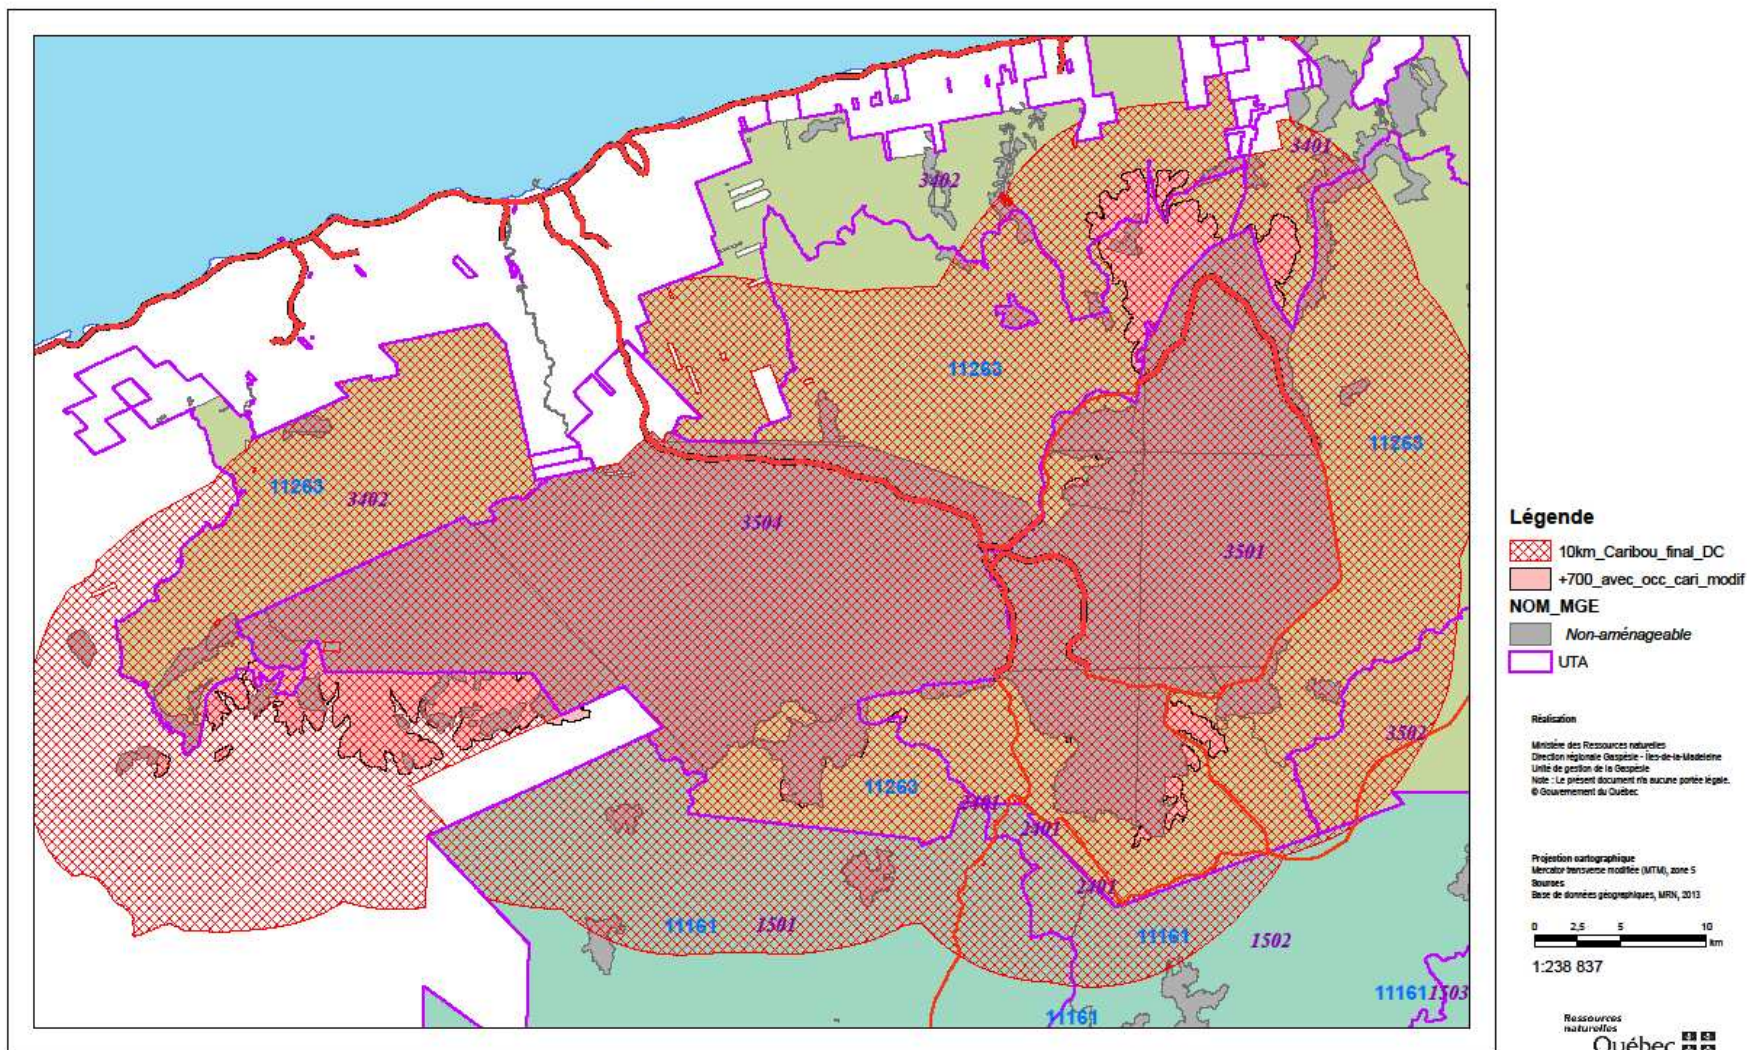 3401
3402
11263
11263
11263
3402
3504
3501
3502
11263
2401
2401
2401
11161
1501
11161
1502
11161
1503
11161
Légende
10km_Caribou_final_DC
+700_avec_occ_cari_modif
NOM_MGE
Non-aménageable
UTA
Réalisation
Ministère des Ressources naturelles
Direction régionale Gaspésie - Îles-de-la-Madeleine
Unité de gestion de la Gaspésie
Note : Le présent document n'a aucune portée légale.
© Gouvernement du Québec
Projection cartographique
Mercator transverse modifiée (MTM), zone 5
Sources
Base de données géographiques, MRN, 2013
0 2,5 5 10
km
1:238 837
Ressources
naturelles
Québec